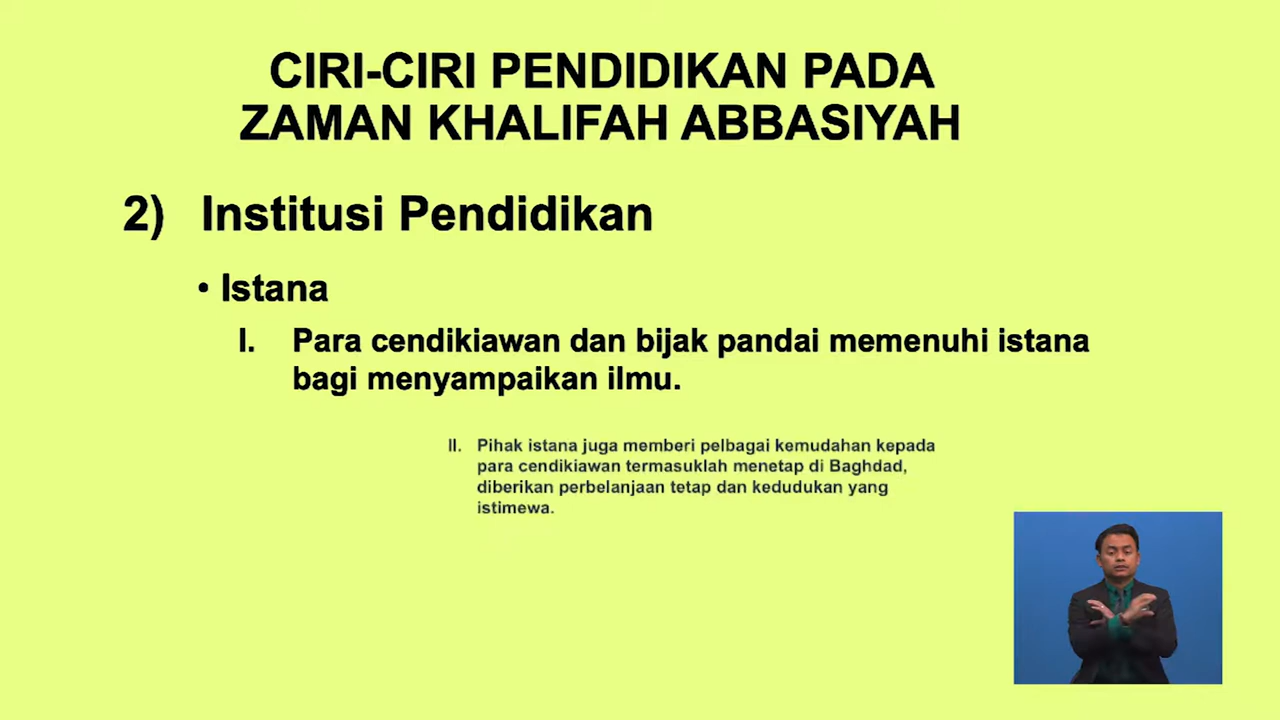 CIRI-CIRI PENDIDIKAN PADA
ZAMAN KHALIFAH ABBASIYAH
2) Institusi Pendidikan
• Istana
I. Para cendikiawan dan bijak pandai memenuhi istana
bagi menyampaikan ilmu.
II. Pihak istana juga memberi pelbagai kemudahan kepada
para cendikiawan termasuklah menetap di Baghdad,
diberikan perbelanjaan tetap dan kedudukan yang
istimewa.